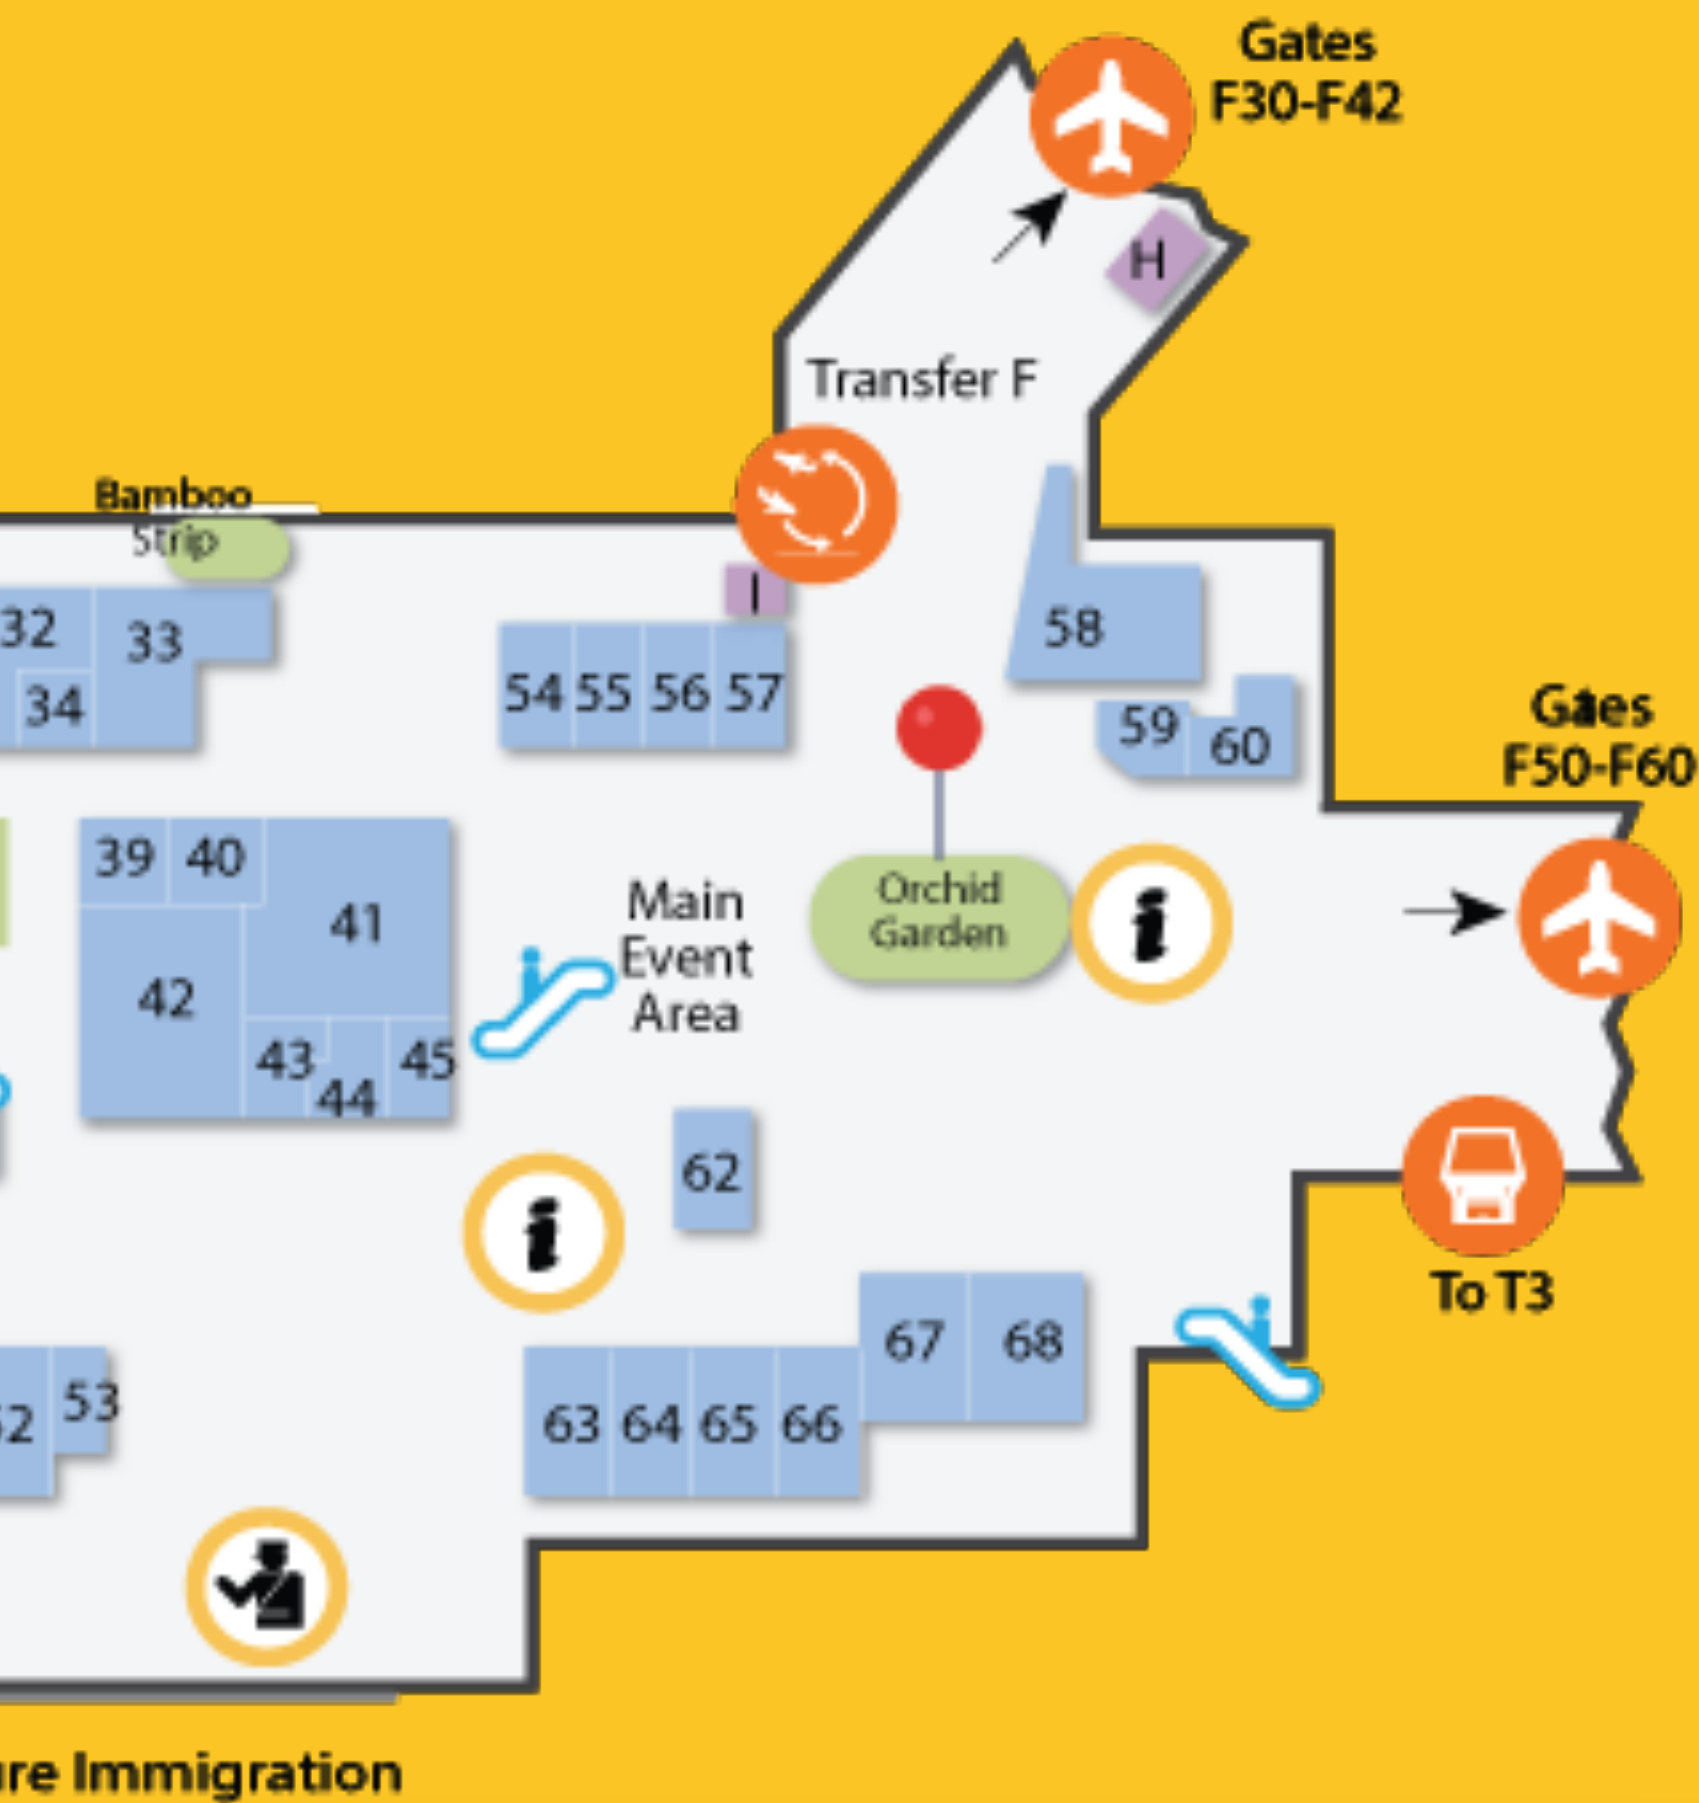 Gates
F30-F42
H
Transfer F
Bamboo
Strip
I
32
33
34
54
55
56
57
58
59
60
Gaes
F50-F60
39
40
41
42
43
44
45
Main
Event
Area
Orchid
Garden
i
i
62
To T3
53
63
64
65
66
67
68
Immigration